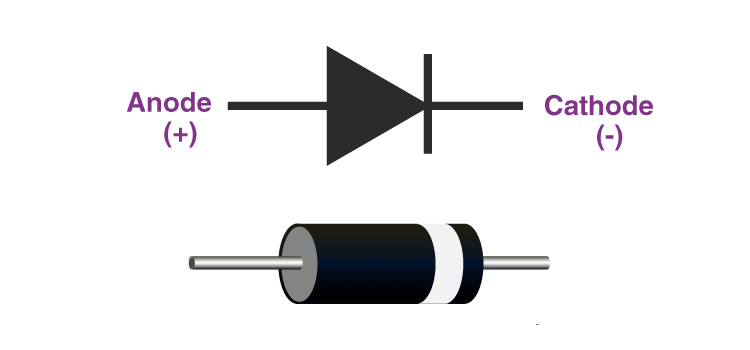 Anode
(+)
Cathode
(-)